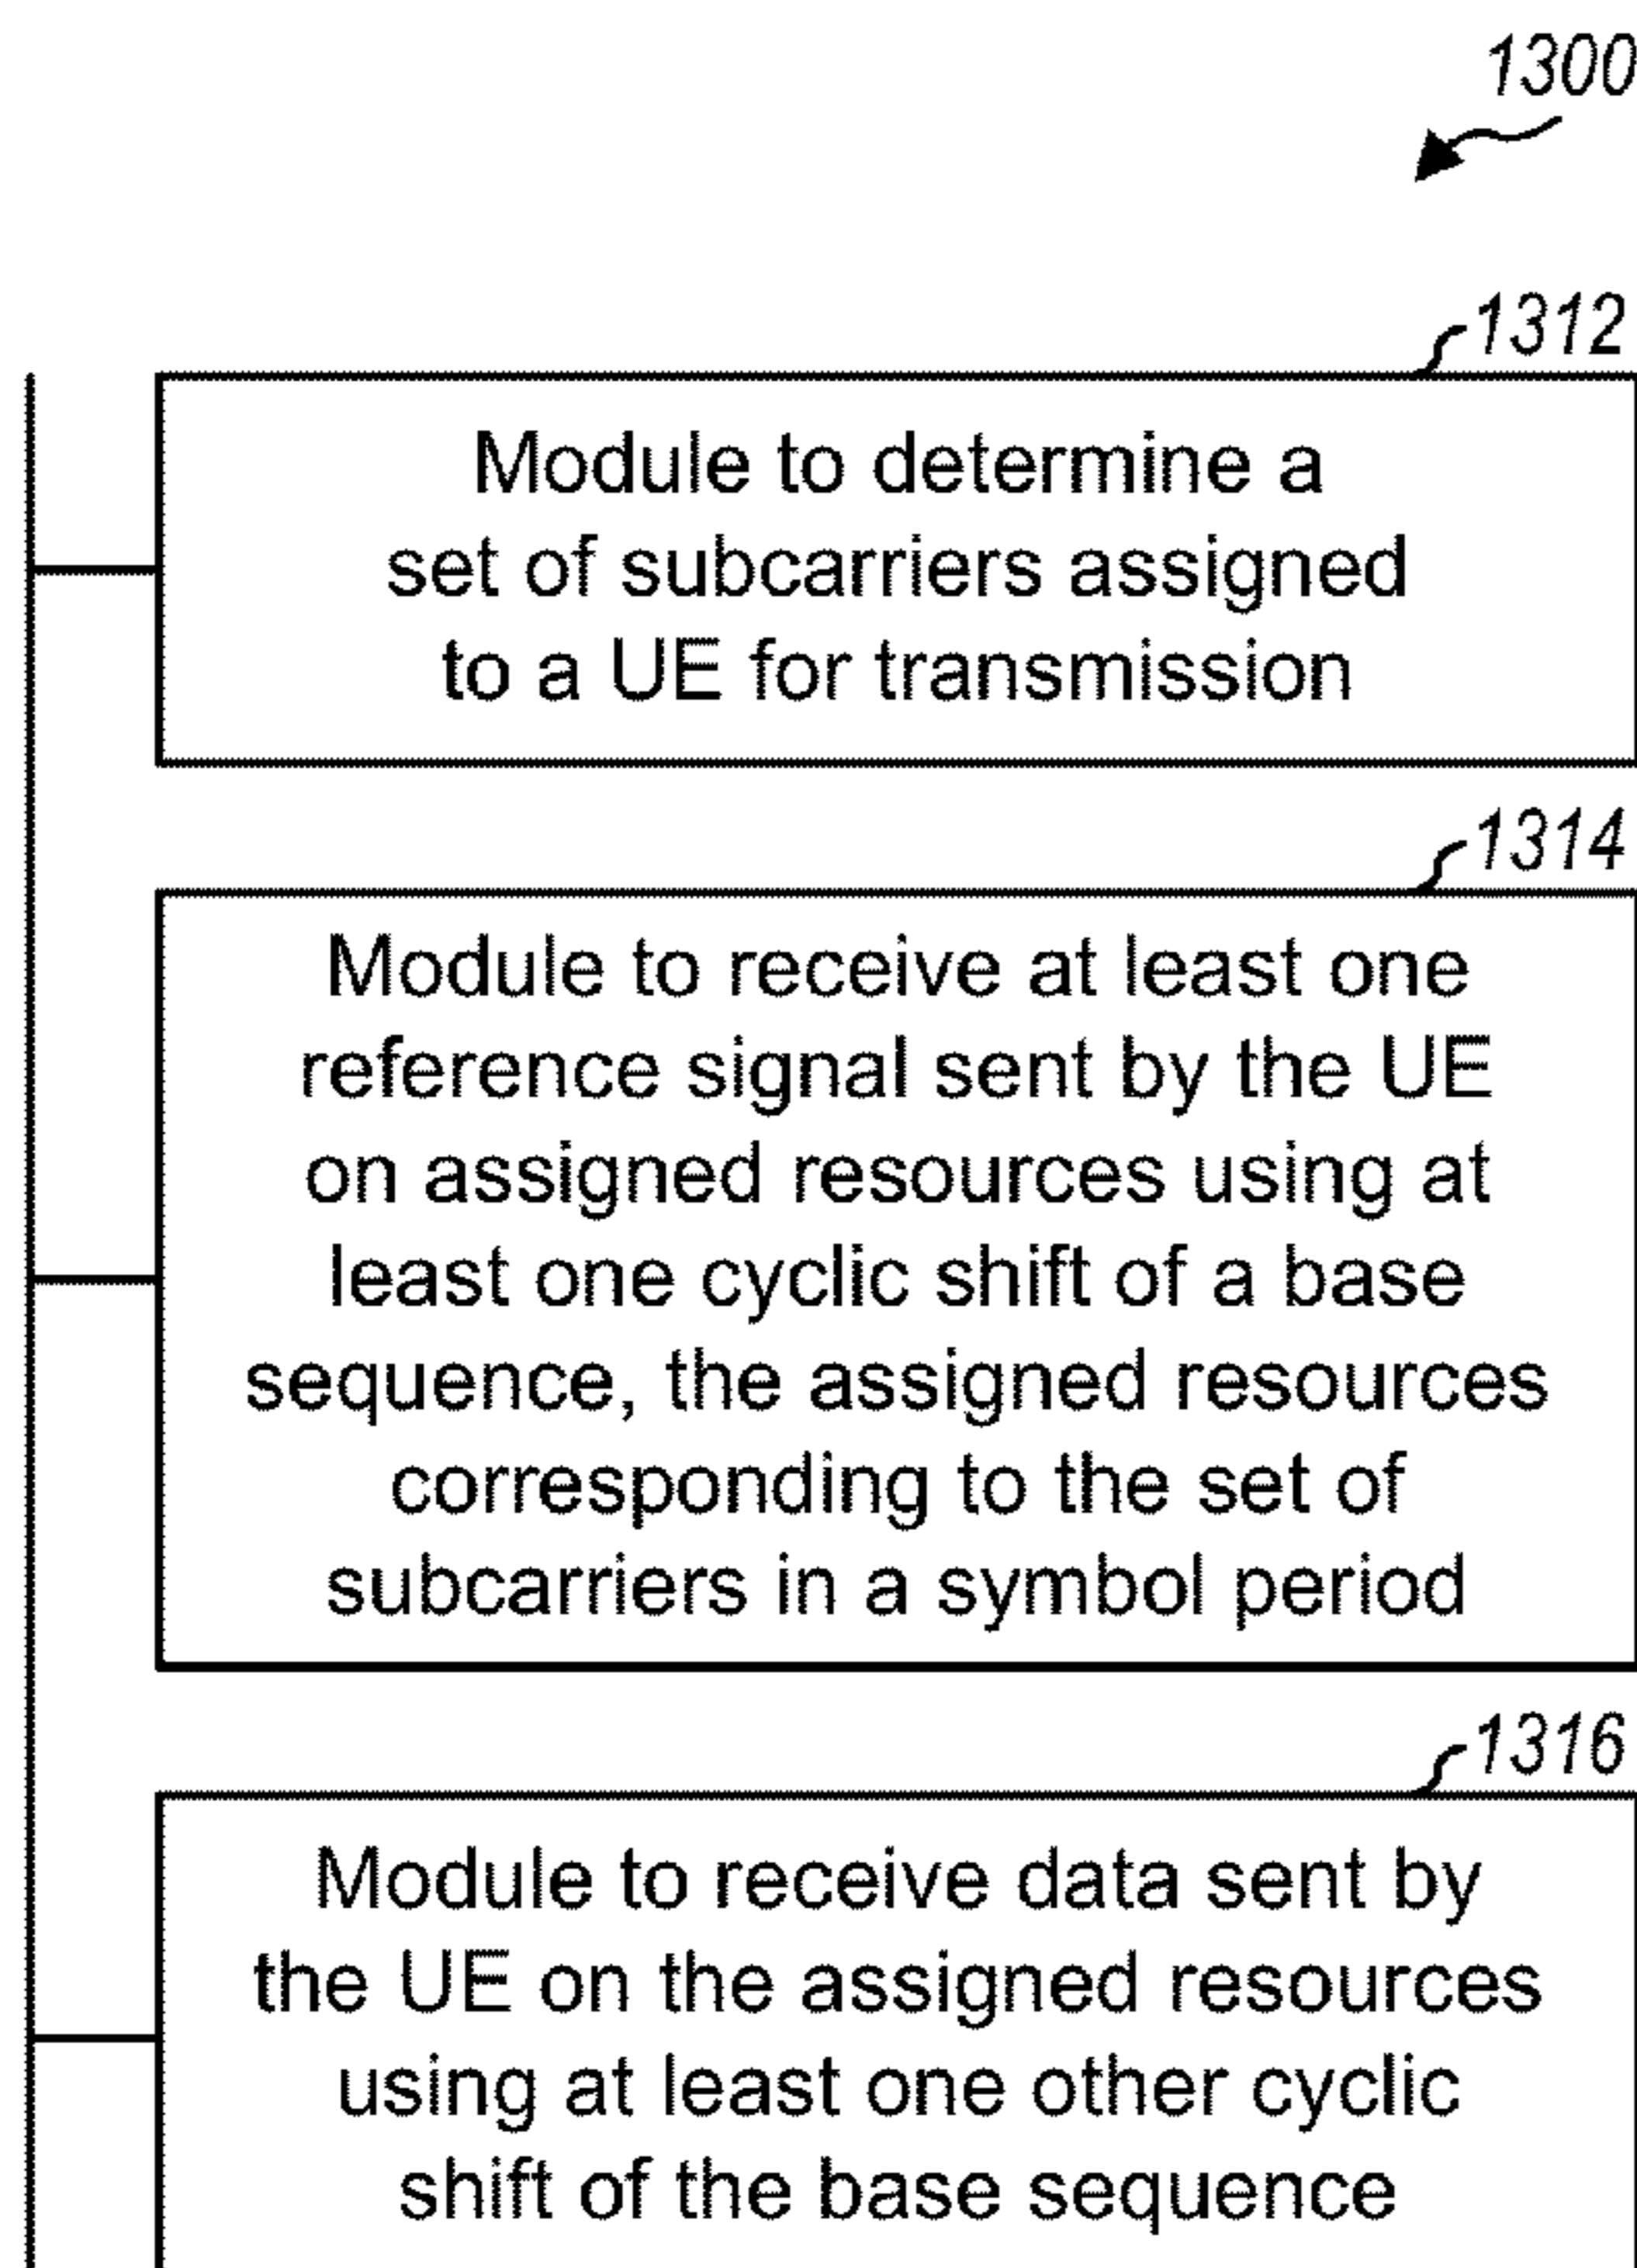 1300
1312
Module to determine a
set of subcarriers assigned
to a UE for transmission
1314
Module to receive at least one
reference signal sent by the UE
on assigned resources using at
least one cyclic shift of a base
sequence, the assigned resources
corresponding to the set of
subcarriers in a symbol period
1316
Module to receive data sent by
the UE on the assigned resources
using at least one other cyclic
shift of the base sequence